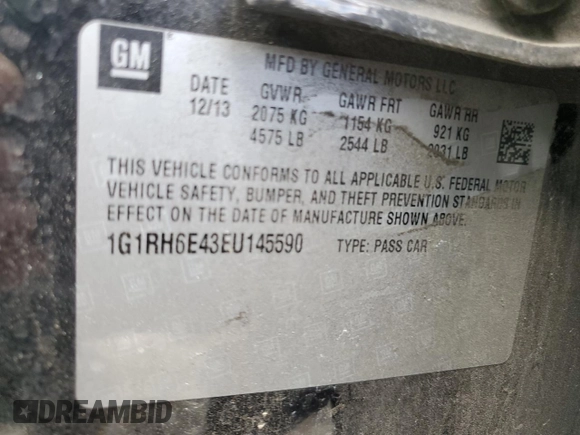 GM
MFD BY GENERAL MOTORS LLC
DATE GVWR GAWR FRT GAWR RR
12/13 2075 KG 1154 KG 921 KG
4575 LB 2544 LB 2031 LB
THIS VEHICLE CONFORMS TO ALL APPLICABLE U.S. FEDERAL MOTOR
VEHICLE SAFETY, BUMPER, AND THEFT PREVENTION STANDARDS IN
EFFECT ON THE DATE OF MANUFACTURE SHOWN ABOVE.
1G1RH6E43EU145590 TYPE: PASS CAR
DREAMBID